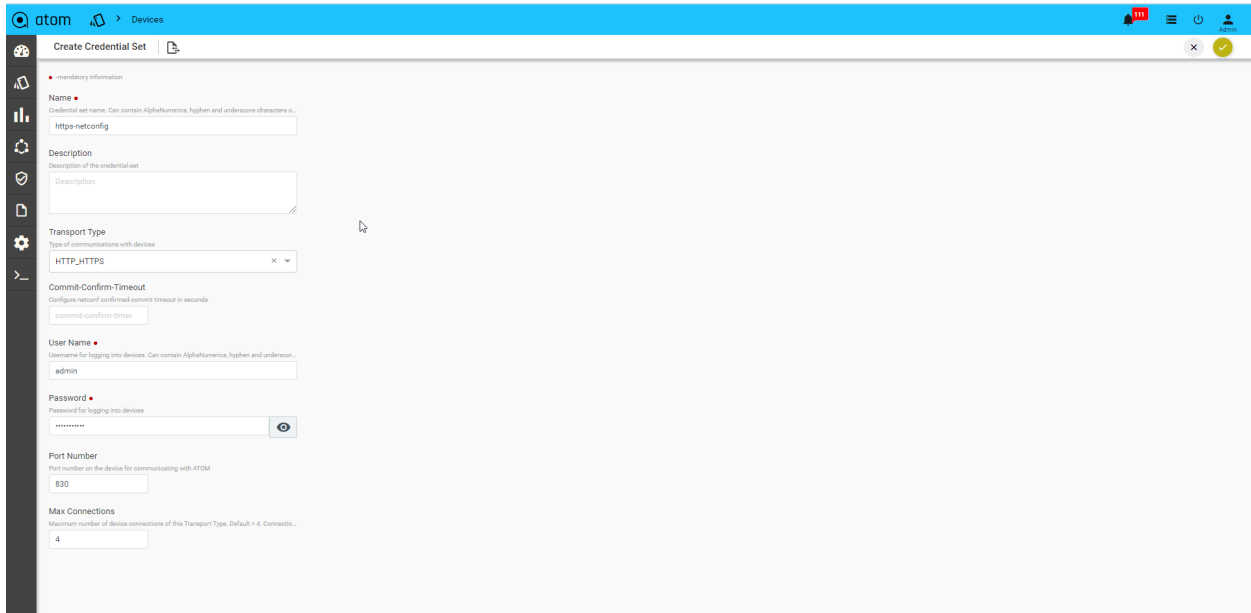 atom > Devices
111
Admin
Create Credential Set
-mandatory information
Name
Credential set name. Can contain AlphaNumerics, hyphen and underscore characters o...
https-netconfig
Description
Description of the credential-set
Description
Transport Type
Type of communications with devices
HTTP_HTTPS
Commit-Confirm-Timeout
Configure netconf confirmed-commit timeout in seconds
commit-confirm-timec
User Name
Username for logging into devices. Can contain AlphaNumerics, hyphen and underscor...
admin
Password
Password for logging into devices
Port Number
Port number on the device for communicating with ATOM
830
Max Connections
Maximum number of device connections of this Transport Type. Default = 4. Connectio...
4